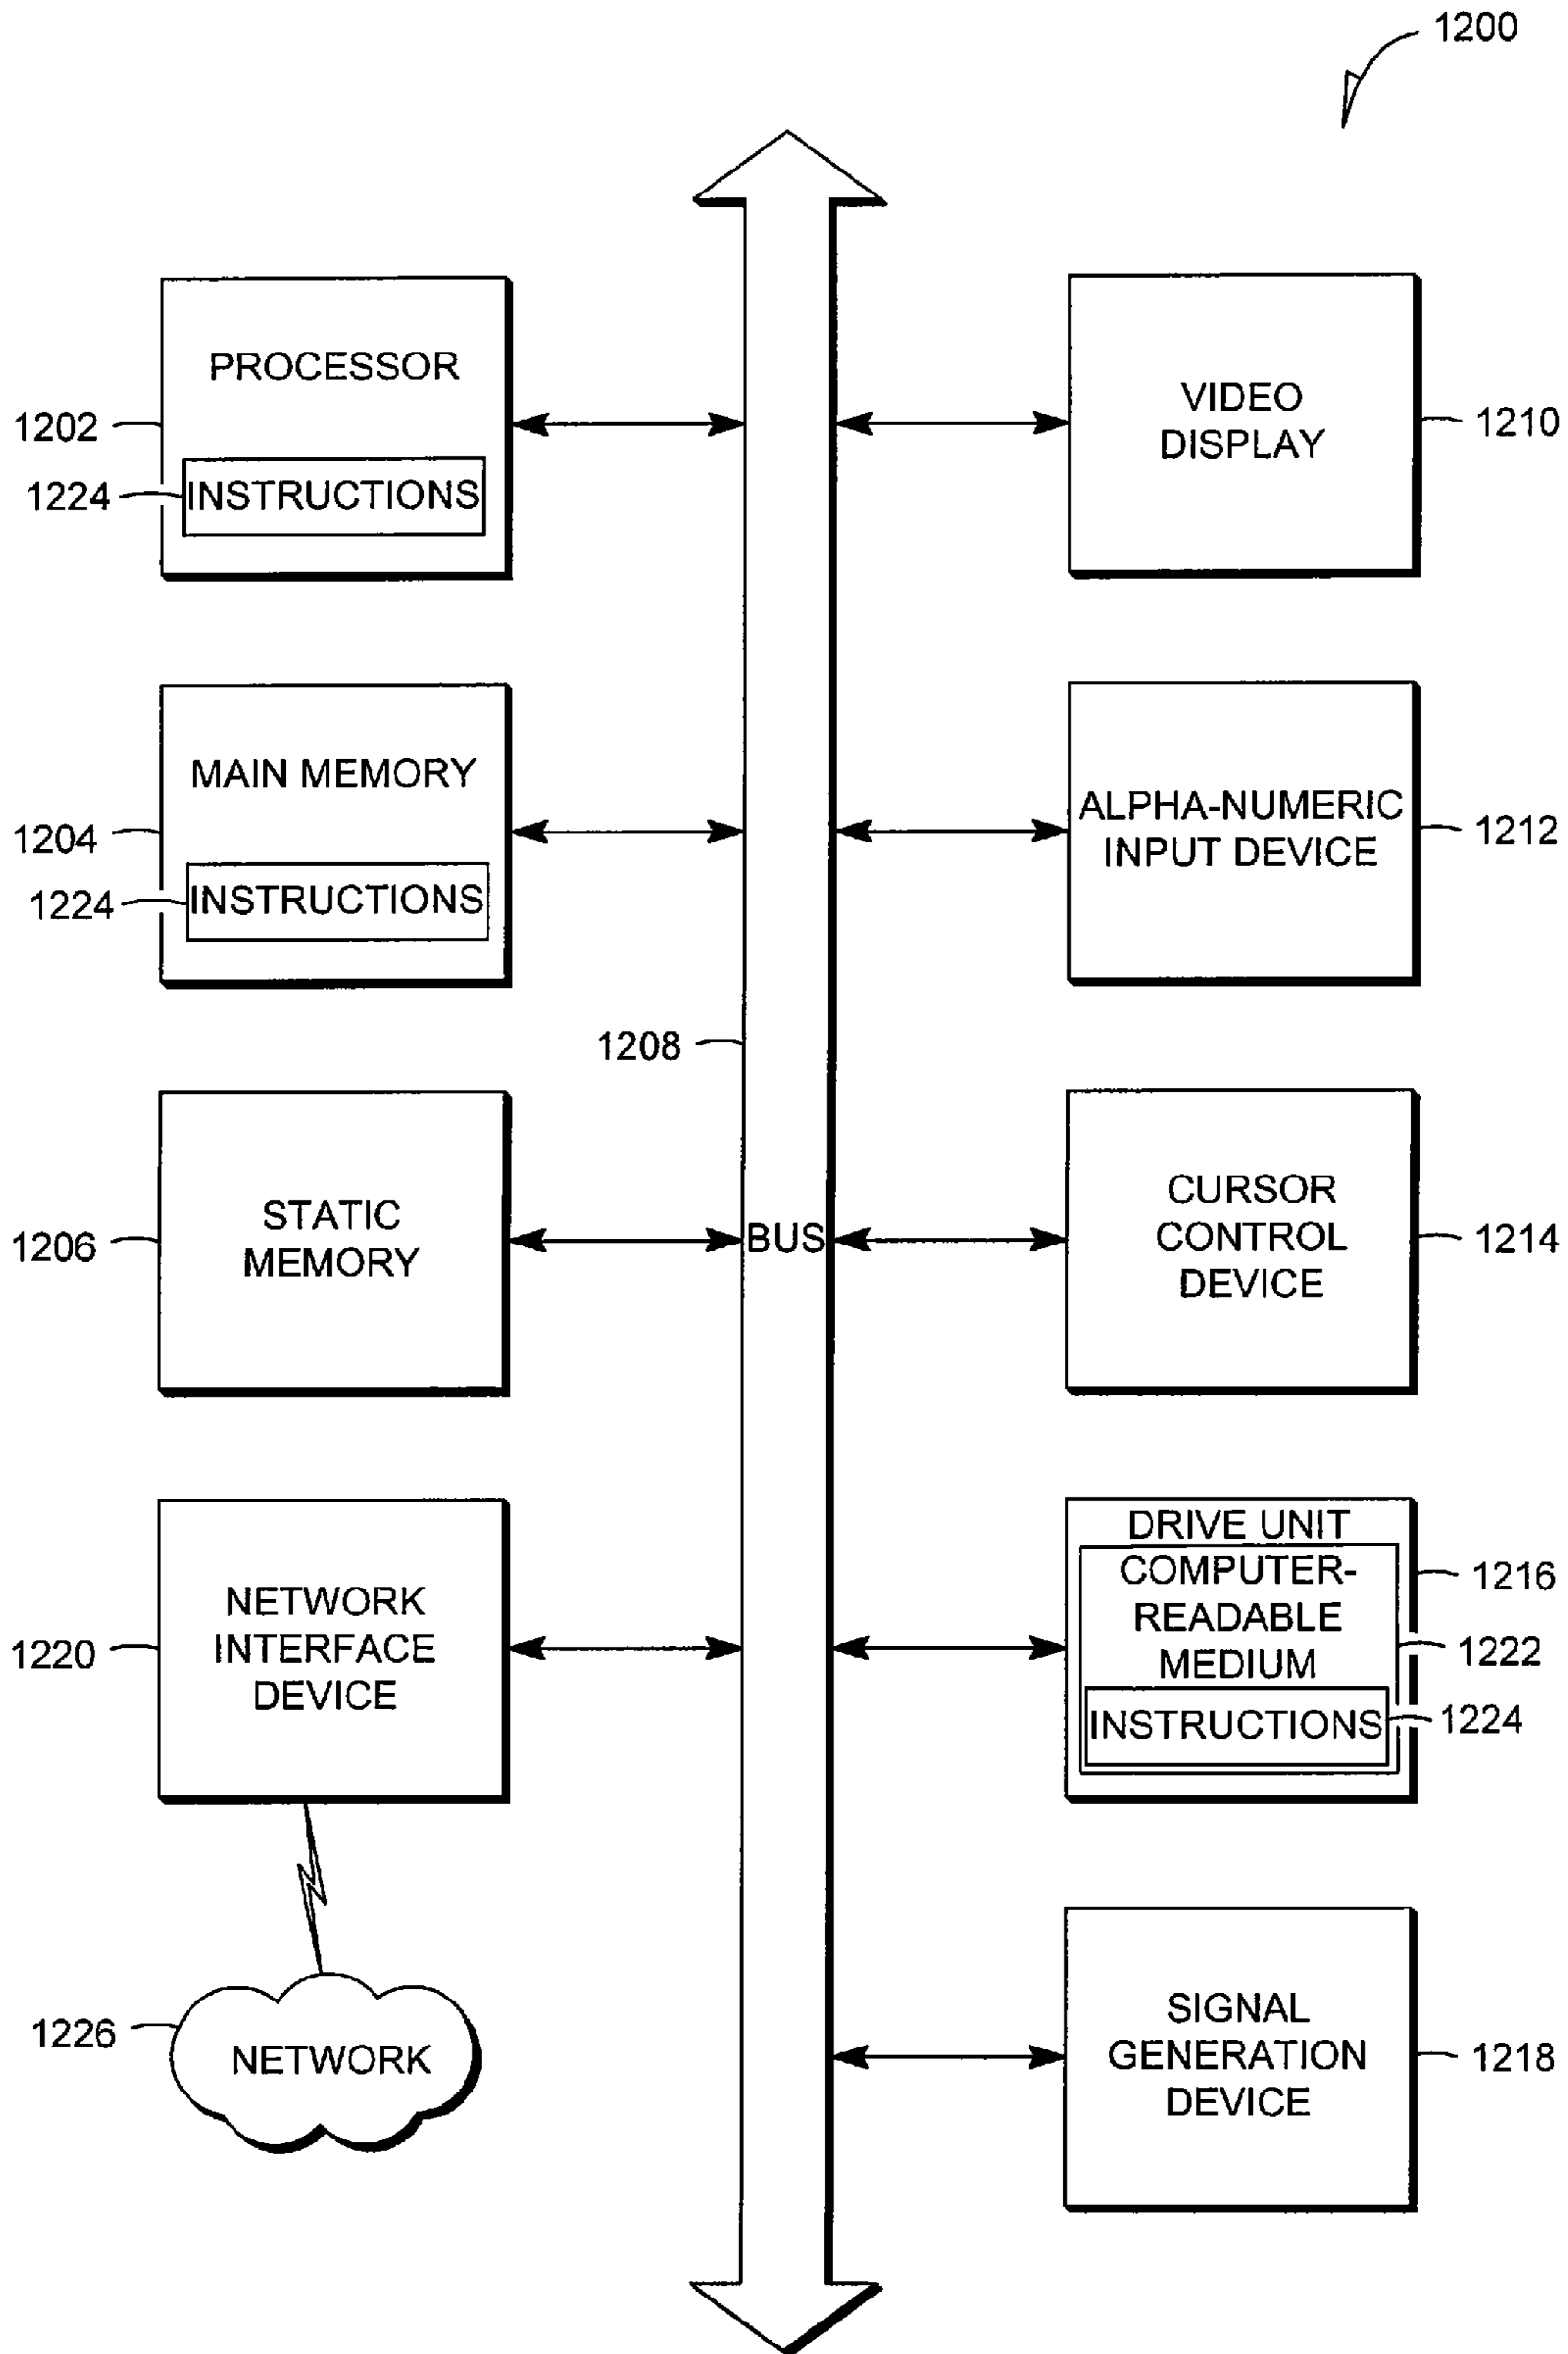 1200
PROCESSOR
1202
1224
INSTRUCTIONS
VIDEO
DISPLAY
1210
MAIN MEMORY
1204
1224
INSTRUCTIONS
ALPHA-NUMERIC
INPUT DEVICE
1212
1208
STATIC
MEMORY
1206
BUS
CURSOR
CONTROL
DEVICE
1214
NETWORK
INTERFACE
DEVICE
1220
DRIVE UNIT
COMPUTER-
READABLE
MEDIUM
INSTRUCTIONS
1216
1222
1224
1226
NETWORK
SIGNAL
GENERATION
DEVICE
1218